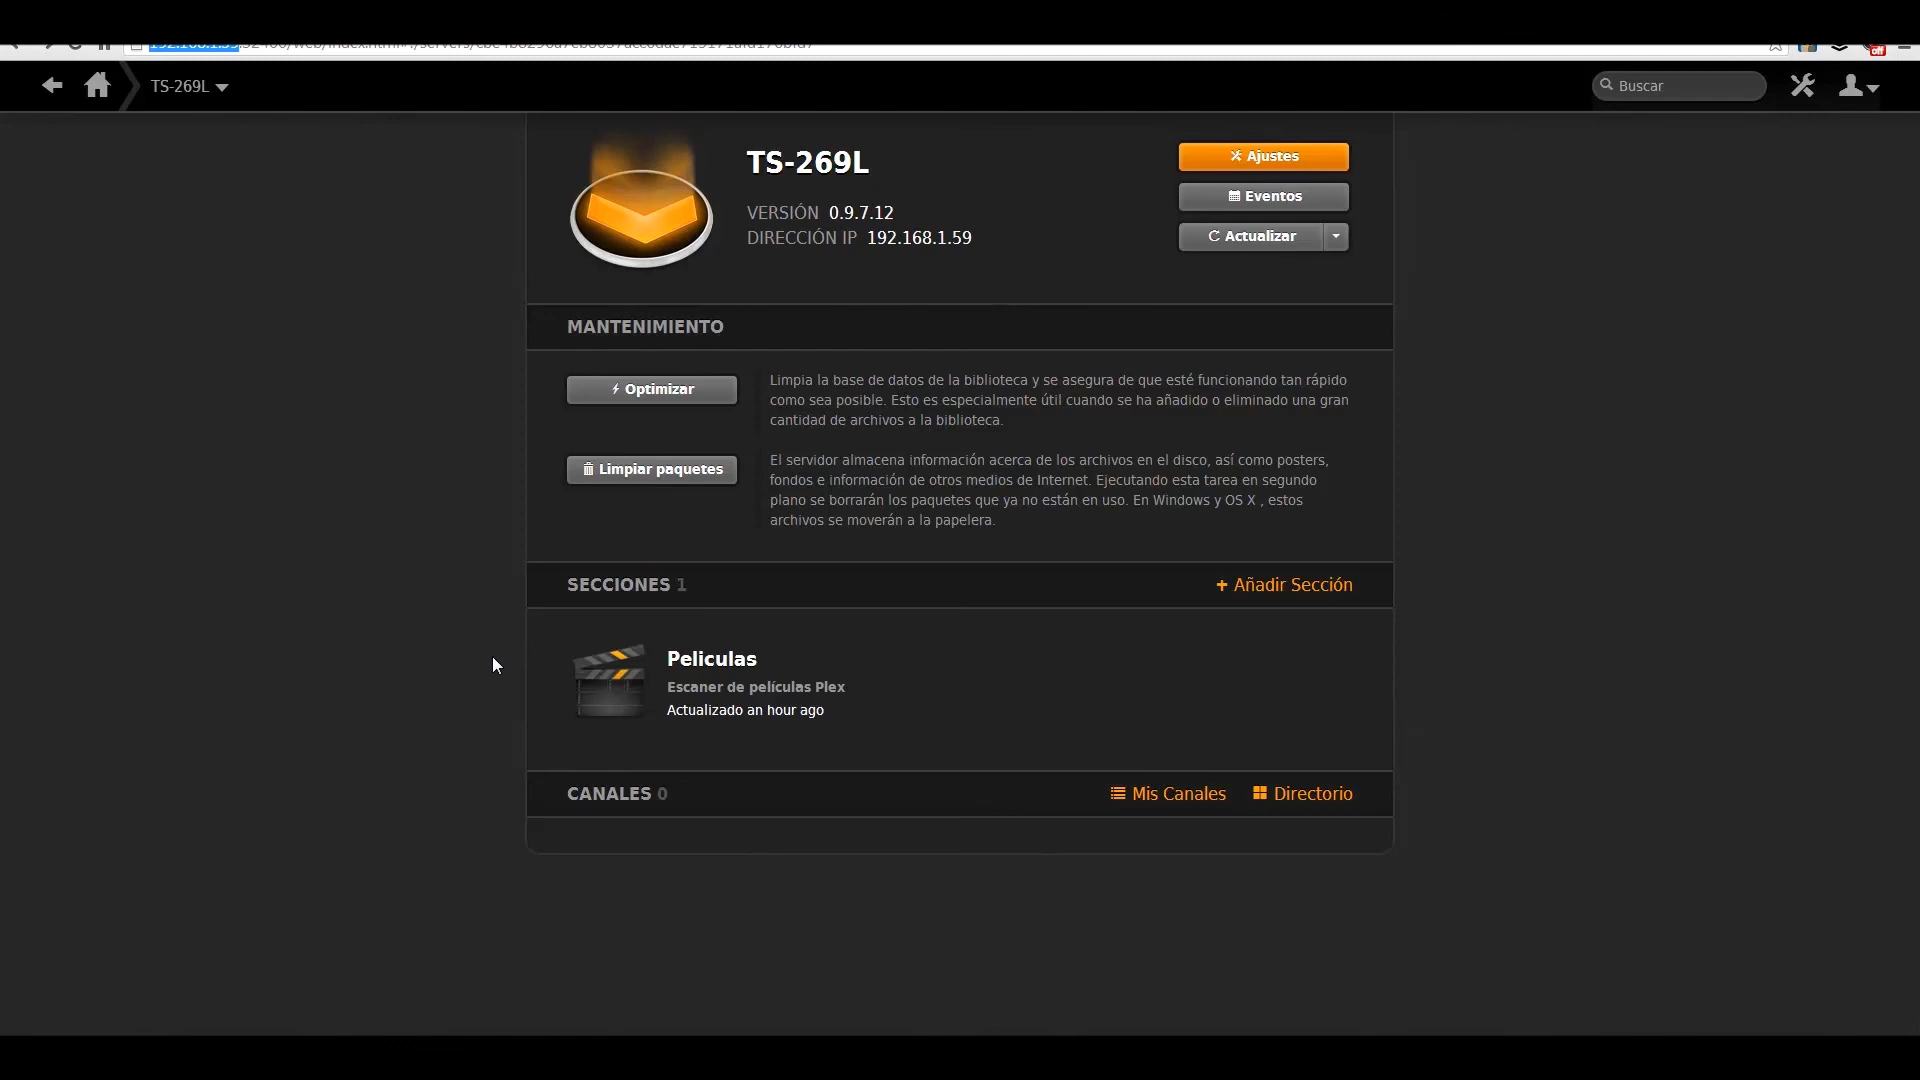 TS-269L
Buscar
TS-269L
VERSIÓN 0.9.7.12
DIRECCIÓN IP 192.168.1.59
Ajustes
Eventos
Actualizar
MANTENIMIENTO
Optimizar
Limpia la base de datos de la biblioteca y se asegura de que esté funcionando tan rápido
como sea posible. Esto es especialmente útil cuando se ha añadido o eliminado una gran
cantidad de archivos a la biblioteca.
Limpiar paquetes
El servidor almacena información acerca de los archivos en el disco, así como posters,
fondos e información de otros medios de Internet. Ejecutando esta tarea en segundo
plano se borrarán los paquetes que ya no están en uso. En Windows y OS X , estos
archivos se moverán a la papelera.
SECCIONES 1
+ Añadir Sección
Peliculas
Escaner de películas Plex
Actualizado an hour ago
CANALES 0
Mis Canales
Directorio